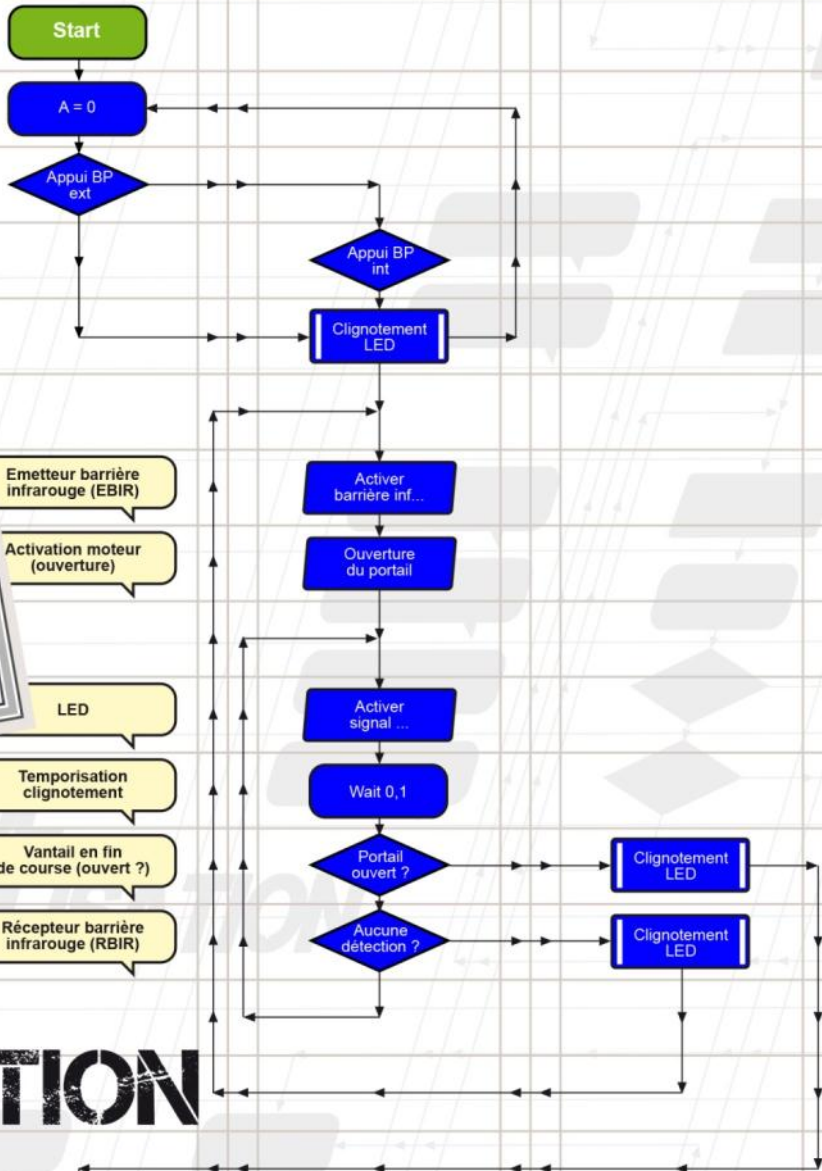 Start
A = 0
Appui BP
ext
Appui BP
int
Clignotement
LED
Emetteur barrière
infrarouge (EBIR)
Activer
barrière inf...
Activation moteur
(ouverture)
Ouverture
du portail
LED
Activer
signal ...
Temporisation
clignotement
Wait 0,1
Vantail en fin
de course (ouvert ?)
Portail
ouvert ?
Clignotement
LED
Récepteur barrière
infrarouge (RBIR)
Aucune
détection ?
Clignotement
LED
TION